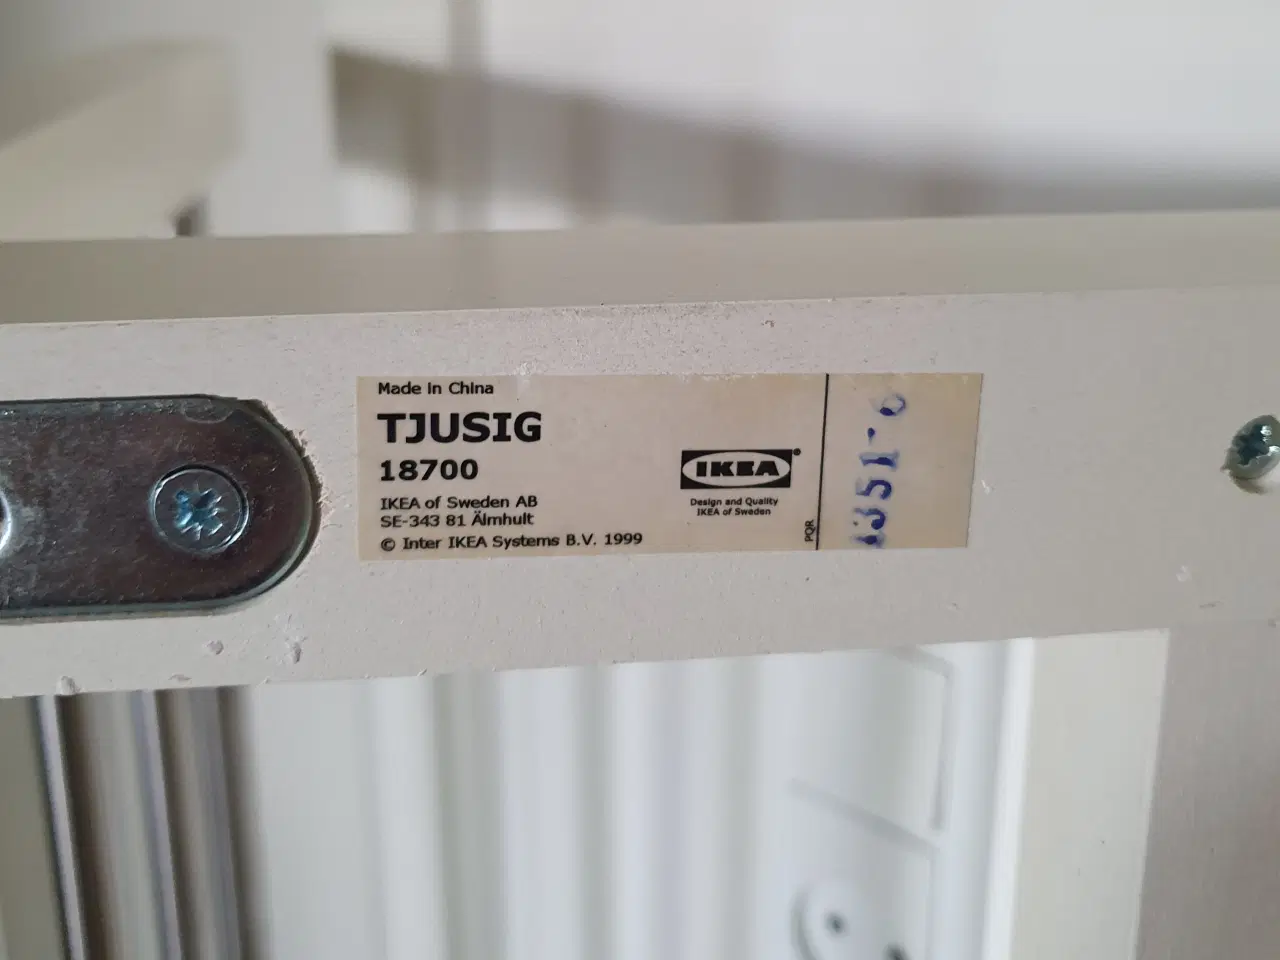 Made in China
TJUSIG
18700
IKEA of Sweden AB
SE-343 81 Älmhult
© Inter IKEA Systems B.V. 1999
IKEA®
Design and Quality
IKEA of Sweden
PQR